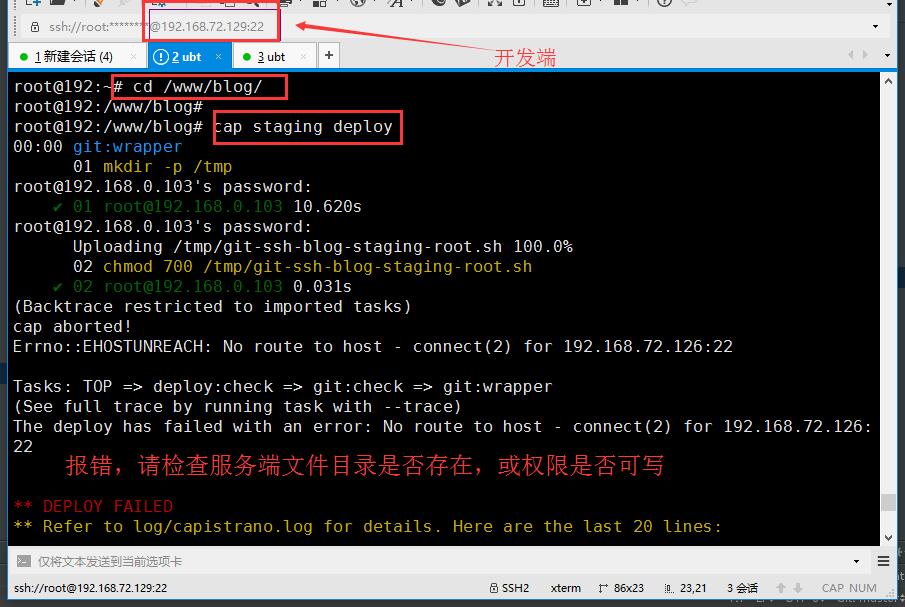 ssh://root:********@192.168.72.129:22
开发端
1 新建会话 (4) ×
2 ubt ×
3 ubt ×
+
root@192:~# cd /www/blog/
root@192:/www/blog#
root@192:/www/blog# cap staging deploy
00:00 git:wrapper
01 mkdir -p /tmp
root@192.168.0.103's password:
✔ 01 root@192.168.0.103 10.620s
root@192.168.0.103's password:
Uploading /tmp/git-ssh-blog-staging-root.sh 100.0%
02 chmod 700 /tmp/git-ssh-blog-staging-root.sh
✔ 02 root@192.168.0.103 0.031s
(Backtrace restricted to imported tasks)
cap aborted!
Errno::EHOSTUNREACH: No route to host - connect(2) for 192.168.72.126:22
Tasks: TOP => deploy:check => git:check => git:wrapper
(See full trace by running task with --trace)
The deploy has failed with an error: No route to host - connect(2) for 192.168.72.126:
22
报错，请检查服务端文件目录是否存在，或权限是否可写
** DEPLOY FAILED
** Refer to log/capistrano.log for details. Here are the last 20 lines:
仅将文本发送到当前选项卡
ssh://root@192.168.72.129:22
SSH2
xterm
86x23
23,21
3 会话
CAP NUM